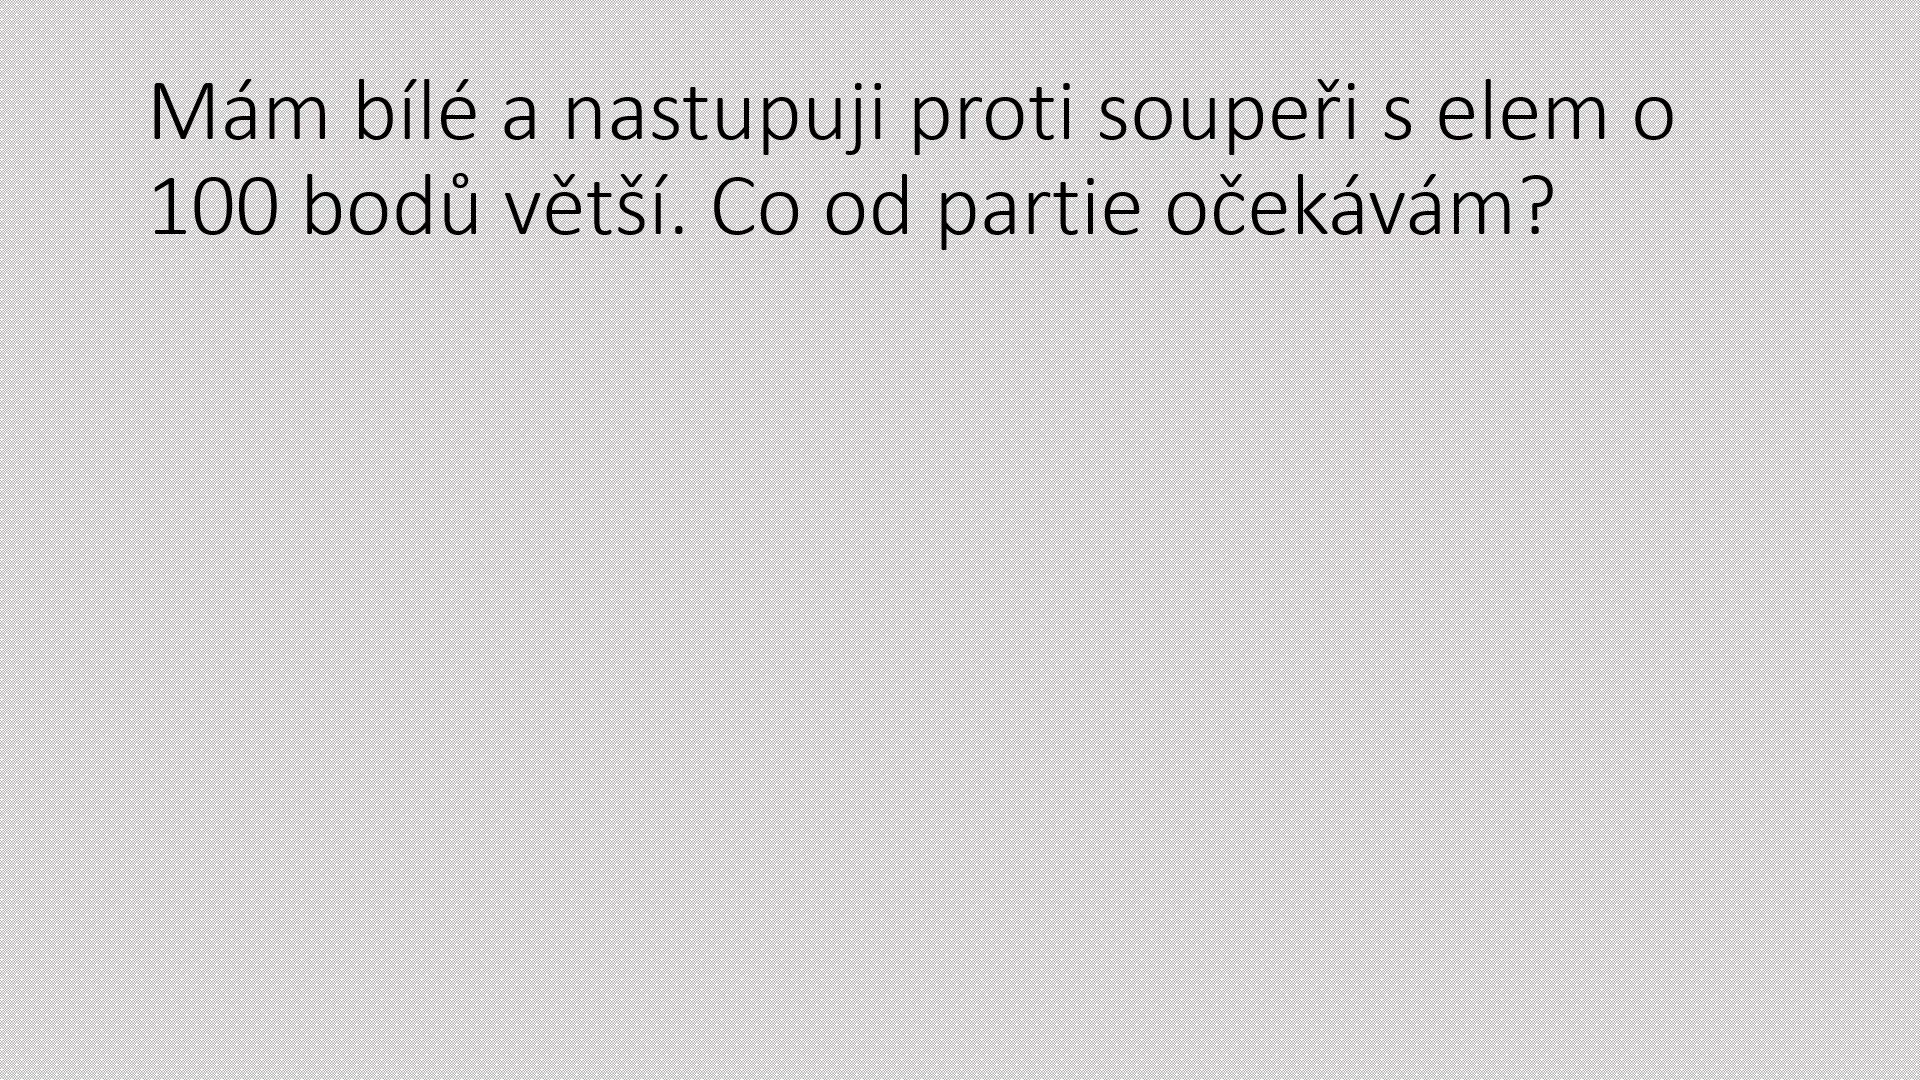 Mám bílé a nastupuji proti soupeři s elem o
100 bodů větší. Co od partie očekávám?